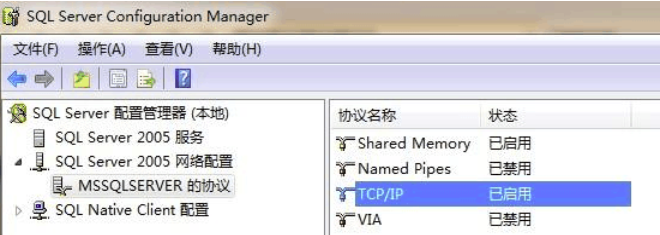 SQL Server Configuration Manager
文件(F) 操作(A) 查看(V) 帮助(H)
SQL Server 配置管理器 (本地)
SQL Server 2005 服务
SQL Server 2005 网络配置
MSSQLSERVER 的协议
SQL Native Client 配置
协议名称 状态
Shared Memory 已启用
Named Pipes 已禁用
TCP/IP 已启用
VIA 已禁用